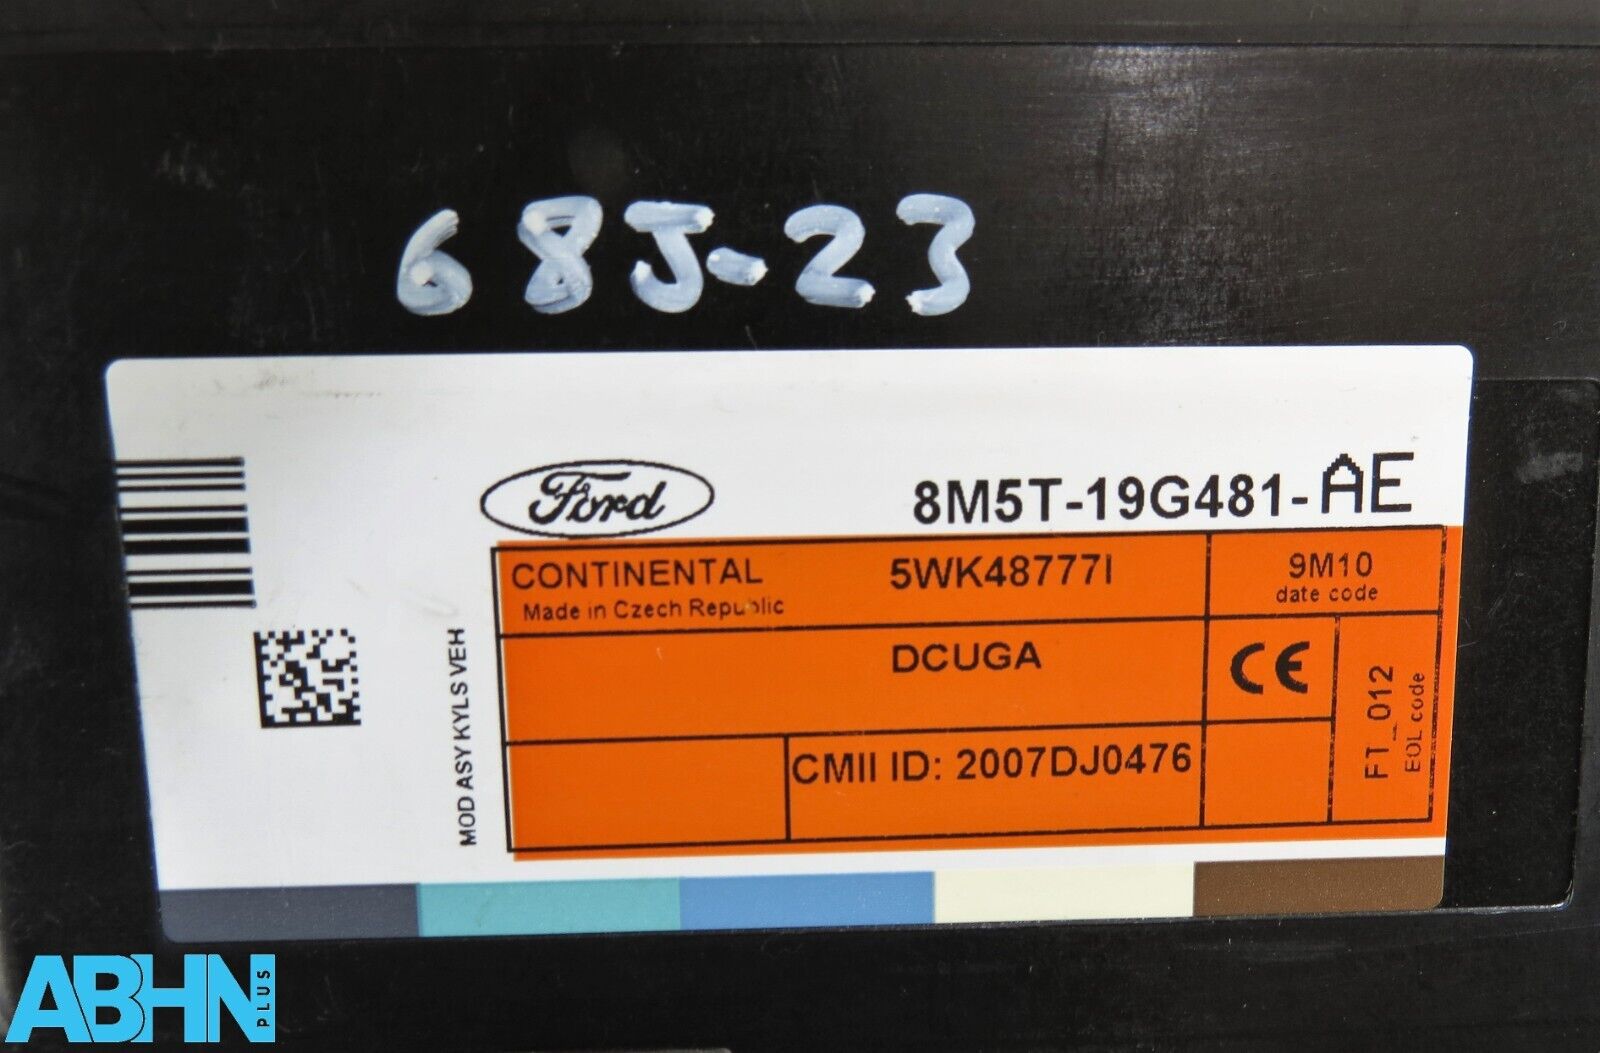 68J-23
Ford
8M5T-19G481-AE
CONTINENTAL
Made in Czech Republic
5WK48777I
9M10
date code
DCUGA
CE
FT_012
EOL code
CMII ID: 2007DJ0476
MOD ASY KYLS VEH
ABHN PLUS